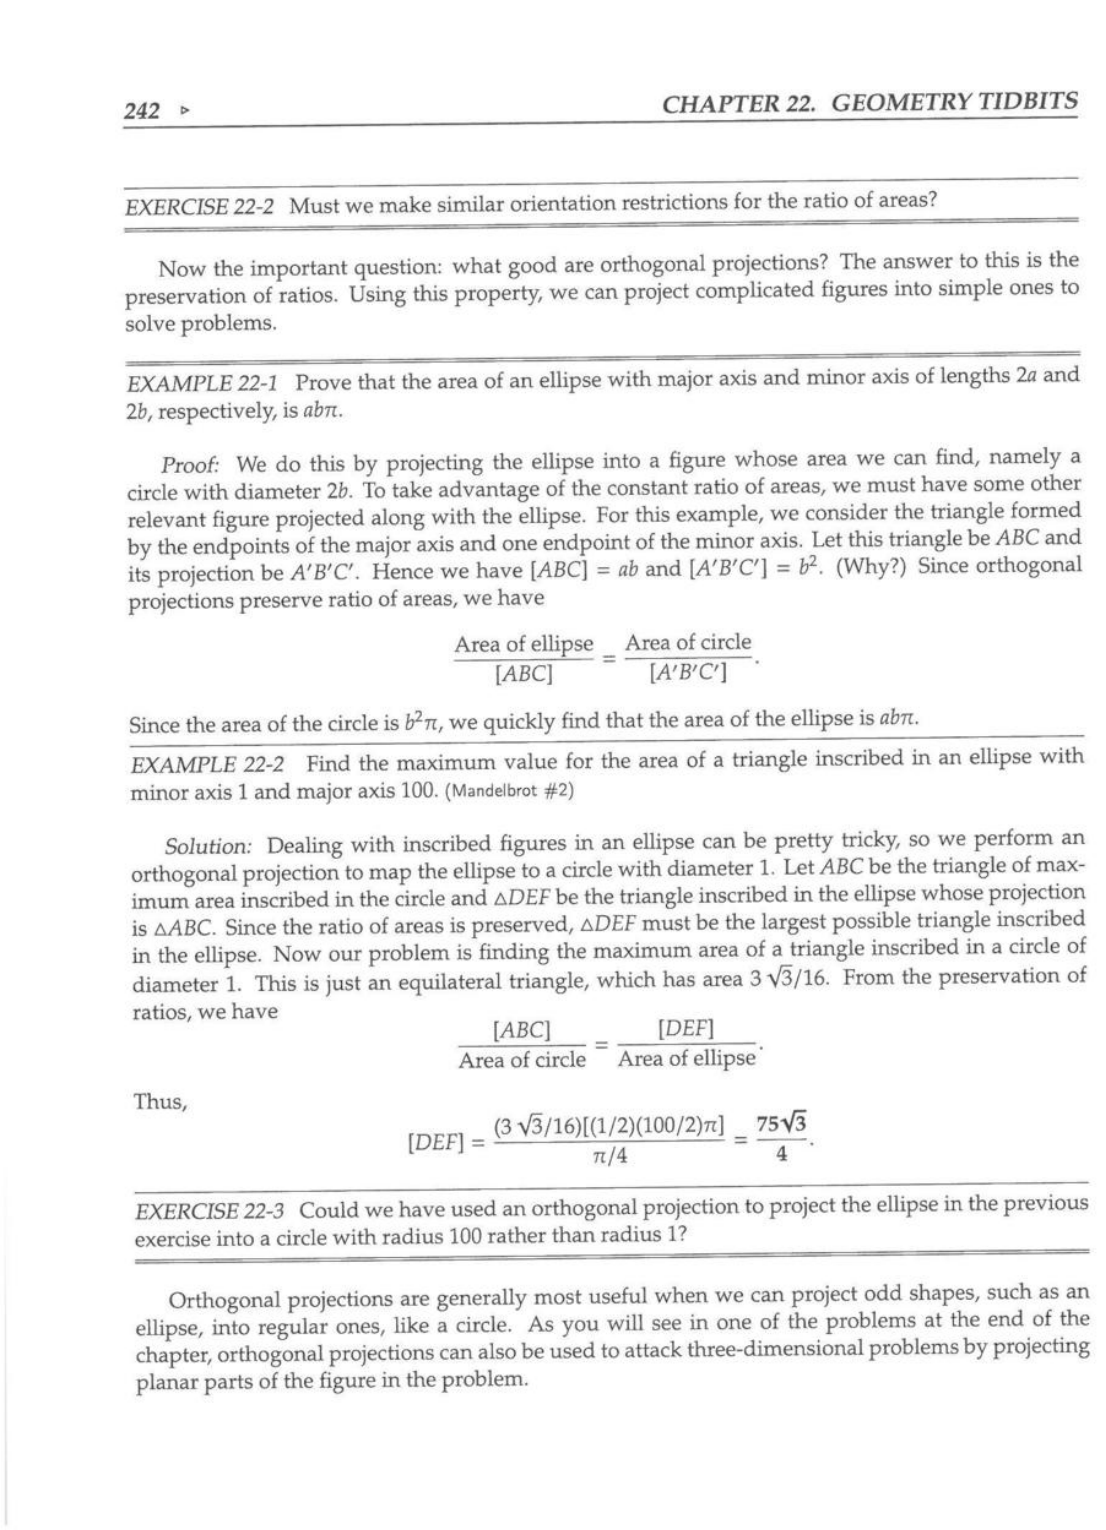 242 ▹ CHAPTER 22. GEOMETRY TIDBITS
EXERCISE 22-2 Must we make similar orientation restrictions for the ratio of areas?
Now the important question: what good are orthogonal projections? The answer to this is the
preservation of ratios. Using this property, we can project complicated figures into simple ones to
solve problems.
EXAMPLE 22-1 Prove that the area of an ellipse with major axis and minor axis of lengths 2a and
2b, respectively, is abπ.
Proof: We do this by projecting the ellipse into a figure whose area we can find, namely a
circle with diameter 2b. To take advantage of the constant ratio of areas, we must have some other
relevant figure projected along with the ellipse. For this example, we consider the triangle formed
by the endpoints of the major axis and one endpoint of the minor axis. Let this triangle be ABC and
its projection be A′B′C′. Hence we have [ABC] = ab and [A′B′C′] = b². (Why?) Since orthogonal
projections preserve ratio of areas, we have
Area of ellipse / [ABC] = Area of circle / [A′B′C′].
Since the area of the circle is b²π, we quickly find that the area of the ellipse is abπ.
EXAMPLE 22-2 Find the maximum value for the area of a triangle inscribed in an ellipse with
minor axis 1 and major axis 100. (Mandelbrot #2)
Solution: Dealing with inscribed figures in an ellipse can be pretty tricky, so we perform an
orthogonal projection to map the ellipse to a circle with diameter 1. Let ABC be the triangle of max-
imum area inscribed in the circle and △DEF be the triangle inscribed in the ellipse whose projection
is △ABC. Since the ratio of areas is preserved, △DEF must be the largest possible triangle inscribed
in the ellipse. Now our problem is finding the maximum area of a triangle inscribed in a circle of
diameter 1. This is just an equilateral triangle, which has area 3 √3/16. From the preservation of
ratios, we have
[ABC] / Area of circle = [DEF] / Area of ellipse.
Thus,
[DEF] = (3 √3/16)[(1/2)(100/2)π] / π/4 = 75√3 / 4.
EXERCISE 22-3 Could we have used an orthogonal projection to project the ellipse in the previous
exercise into a circle with radius 100 rather than radius 1?
Orthogonal projections are generally most useful when we can project odd shapes, such as an
ellipse, into regular ones, like a circle. As you will see in one of the problems at the end of the
chapter, orthogonal projections can also be used to attack three-dimensional problems by projecting
planar parts of the figure in the problem.